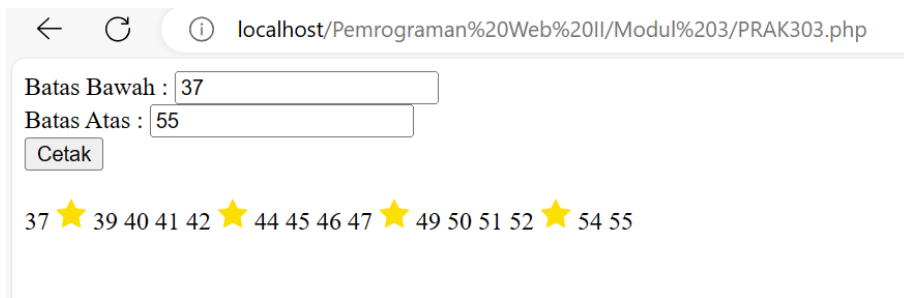 localhost/Pemrograman%20Web%20II/Modul%203/PRAK303.php
Batas Bawah : 37
Batas Atas : 55
Cetak
37 39 40 41 42 44 45 46 47 49 50 51 52 54 55